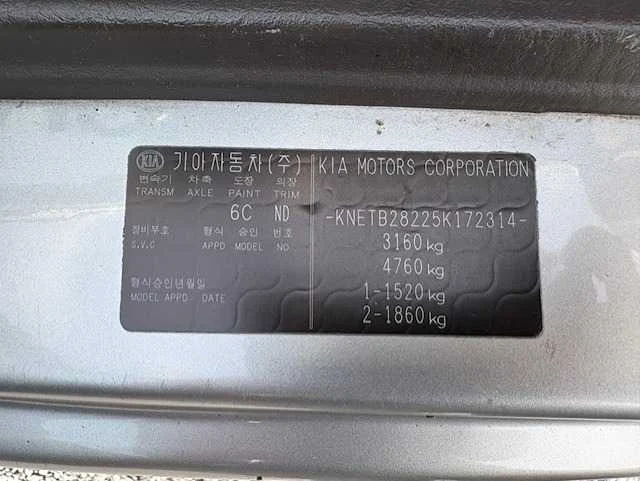 KIA 기아자동차(주)
변속기 차축 도장 의장
TRANSM AXLE PAINT TRIM
6C ND
정비부호 형식 승인 번호
S.V.C APPD MODEL NO.
형식승인년월일
MODEL APPD DATE
KIA MOTORS CORPORATION
-KNETB28225K172314-
3160kg
4760kg
1-1520kg
2-1860kg